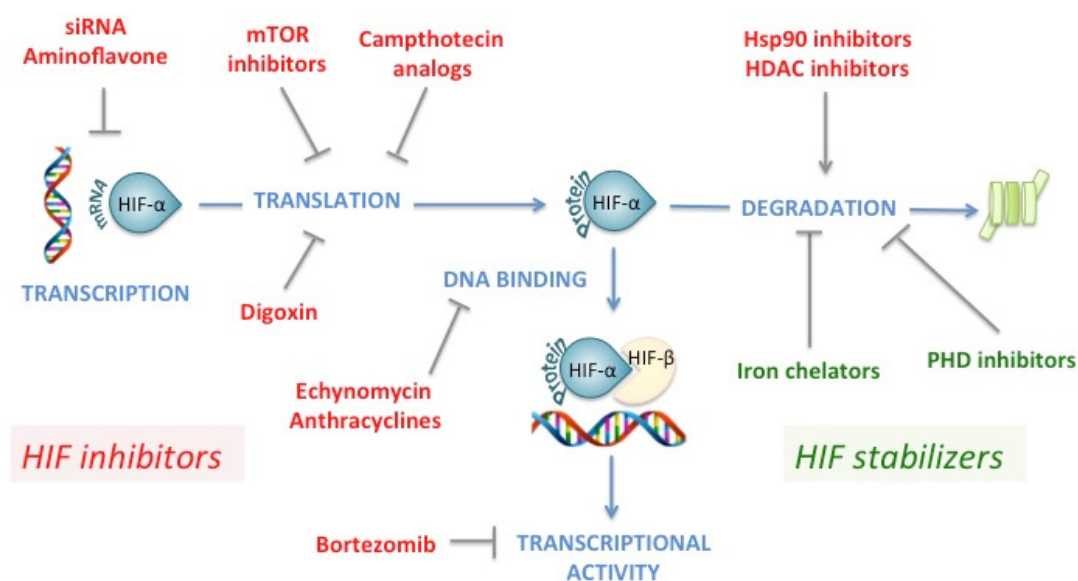 siRNA
Aminoflavone
mTOR
inhibitors
Campthotecin
analogs
Hsp90 inhibitors
HDAC inhibitors
mRNA
HIF-α
TRANSLATION
Protein
HIF-α
DEGRADATION
TRANSCRIPTION
DNA BINDING
Digoxin
Protein
HIF-α
HIF-β
Iron chelators
PHD inhibitors
Echynomycin
Anthracyclines
HIF inhibitors
HIF stabilizers
Bortezomib
TRANSCRIPTIONAL
ACTIVITY